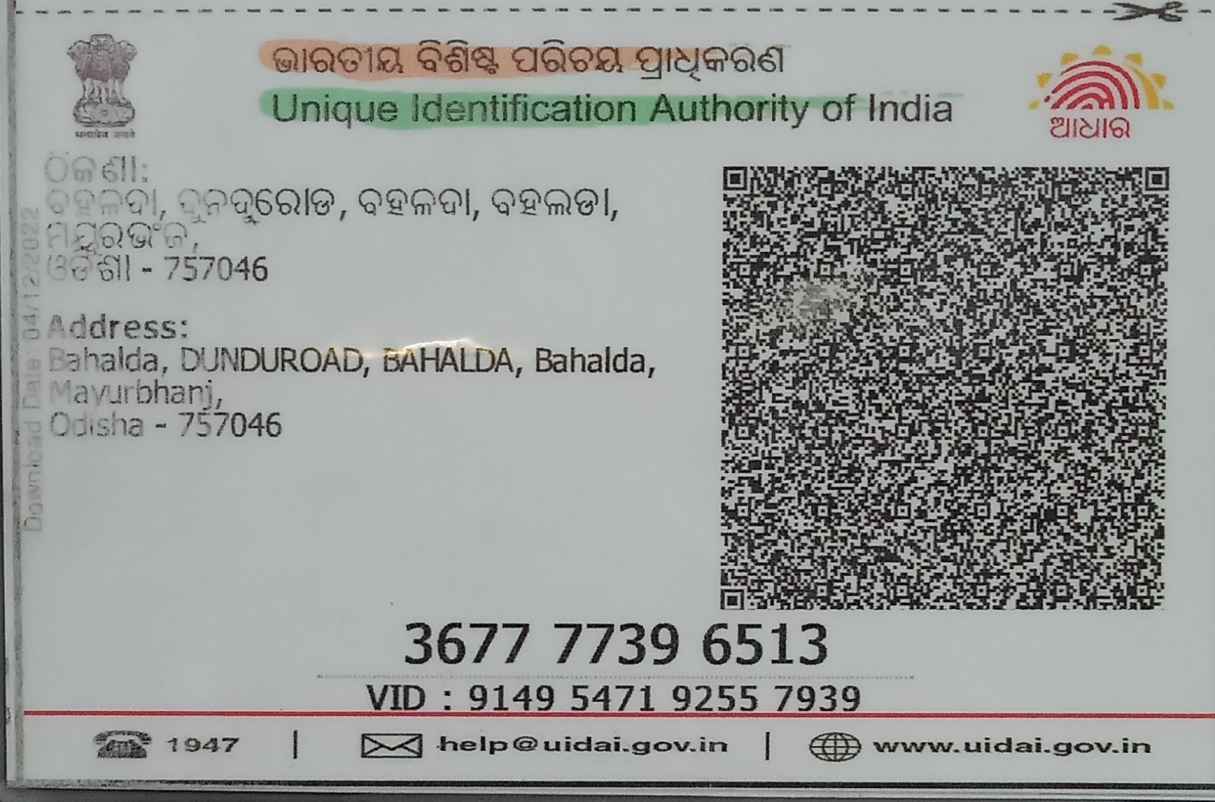 ଭାରତୀୟ ବିଶିଷ୍ଟ ପରିଚୟ ପ୍ରାଧିକରଣ
Unique Identification Authority of India
ଆଧାର
ଠିକଣା:
ବହଳଦା, ଦୁନଦୁରୋଡ, ବହଳଦା, ବହଲଡା,
ମୟୂରଭଂଜ,
ଓଡିଶା - 757046
Address:
Bahalda, DUNDUROAD, BAHALDA, Bahalda,
Mayurbhanj,
Odisha - 757046
Download Date: 04/12/2022
3677 7739 6513
VID : 9149 5471 9255 7939
1947 | help@uidai.gov.in | www.uidai.gov.in